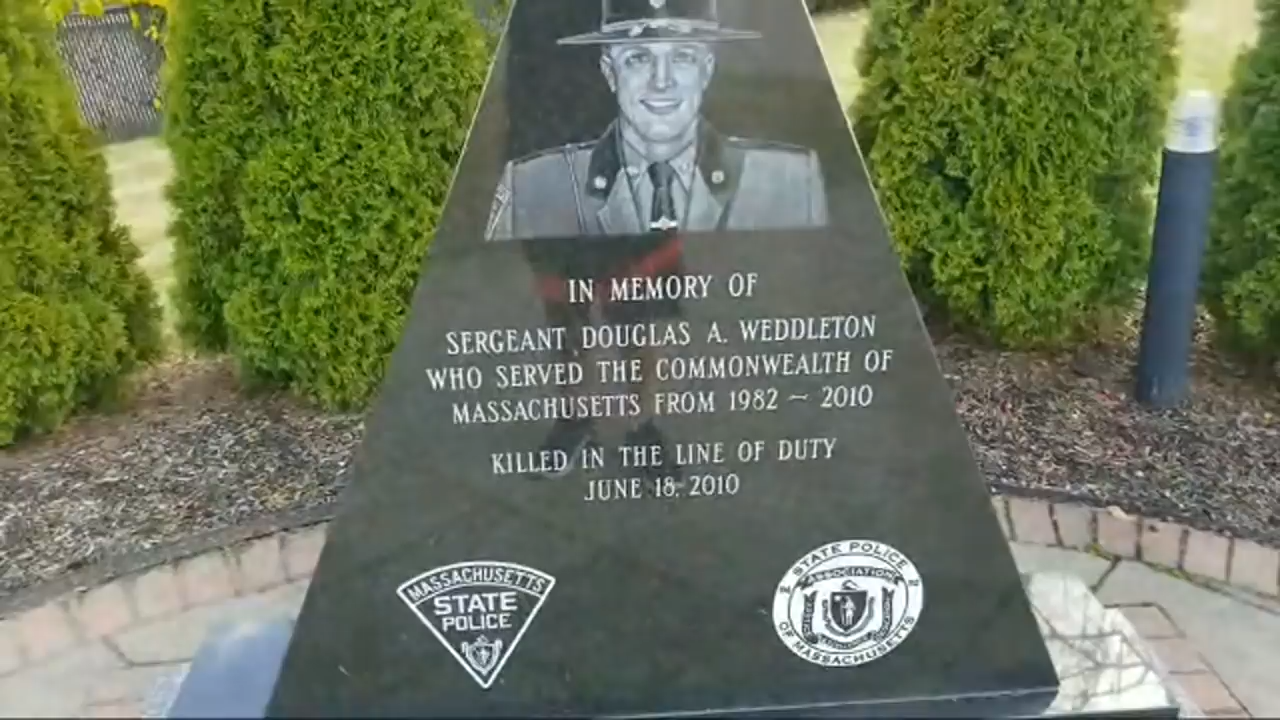 IN MEMORY OF
SERGEANT DOUGLAS A. WEDDLETON
WHO SERVED THE COMMONWEALTH OF
MASSACHUSETTS FROM 1982 ~ 2010
KILLED IN THE LINE OF DUTY
JUNE 18, 2010
MASSACHUSETTS
STATE
POLICE
STATE POLICE
ASSOCIATION
OF MASSACHUSETTS